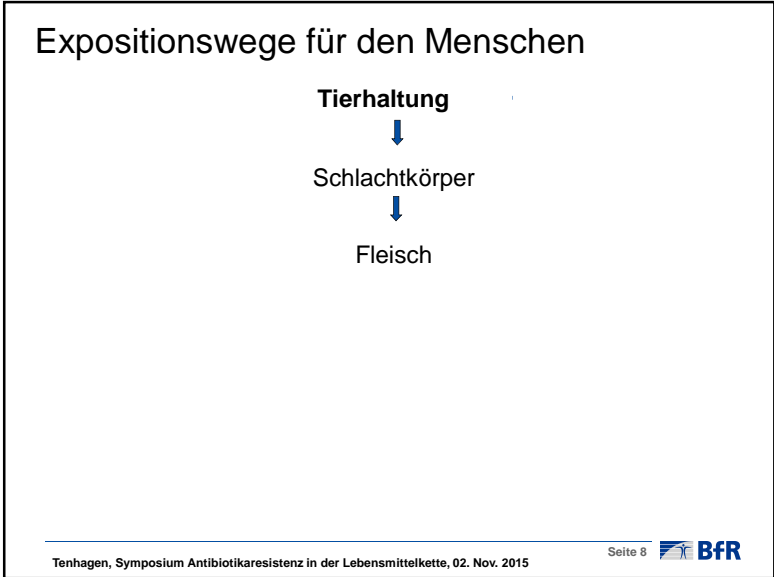 Expositionswege für den Menschen
Tierhaltung
Schlachtkörper
Fleisch
Tenhagen, Symposium Antibiotikaresistenz in der Lebensmittelkette, 02. Nov. 2015
Seite 8
BfR